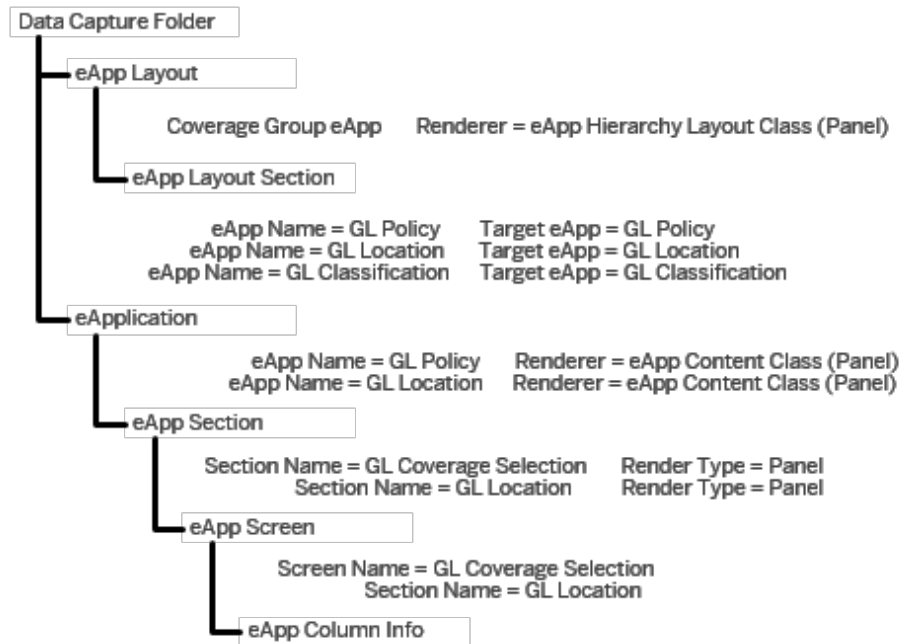 Data Capture Folder
eApp Layout
Coverage Group eApp Renderer = eApp Hierarchy Layout Class (Panel)
eApp Layout Section
eApp Name = GL Policy Target eApp = GL Policy
eApp Name = GL Location Target eApp = GL Location
eApp Name = GL Classification Target eApp = GL Classification
eApplication
eApp Name = GL Policy Renderer = eApp Content Class (Panel)
eApp Name = GL Location Renderer = eApp Content Class (Panel)
eApp Section
Section Name = GL Coverage Selection Render Type = Panel
Section Name = GL Location Render Type = Panel
eApp Screen
Screen Name = GL Coverage Selection
Section Name = GL Location
eApp Column Info